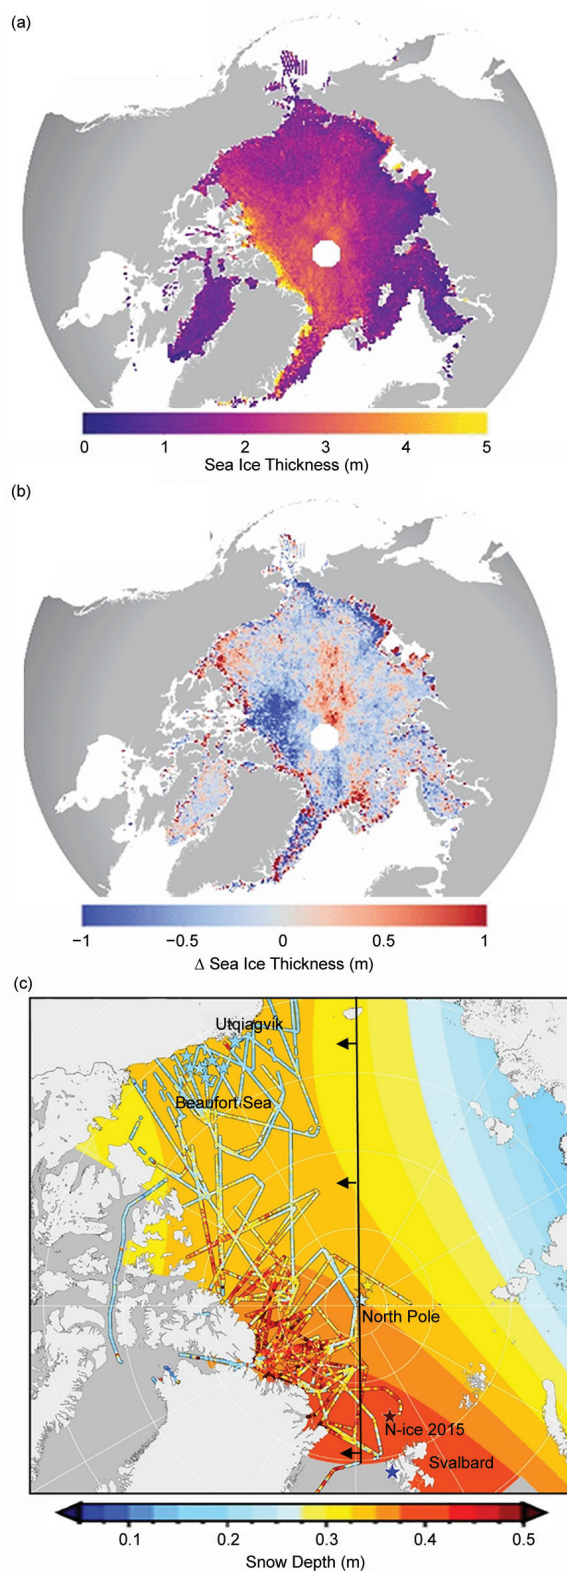 (a)
0 1 2 3 4 5
Sea Ice Thickness (m)
(b)
−1 −0.5 0 0.5 1
Δ Sea Ice Thickness (m)
(c)
Utqiagvik
Beaufort Sea
North Pole
N-ice 2015
Svalbard
0.1 0.2 0.3 0.4 0.5
Snow Depth (m)